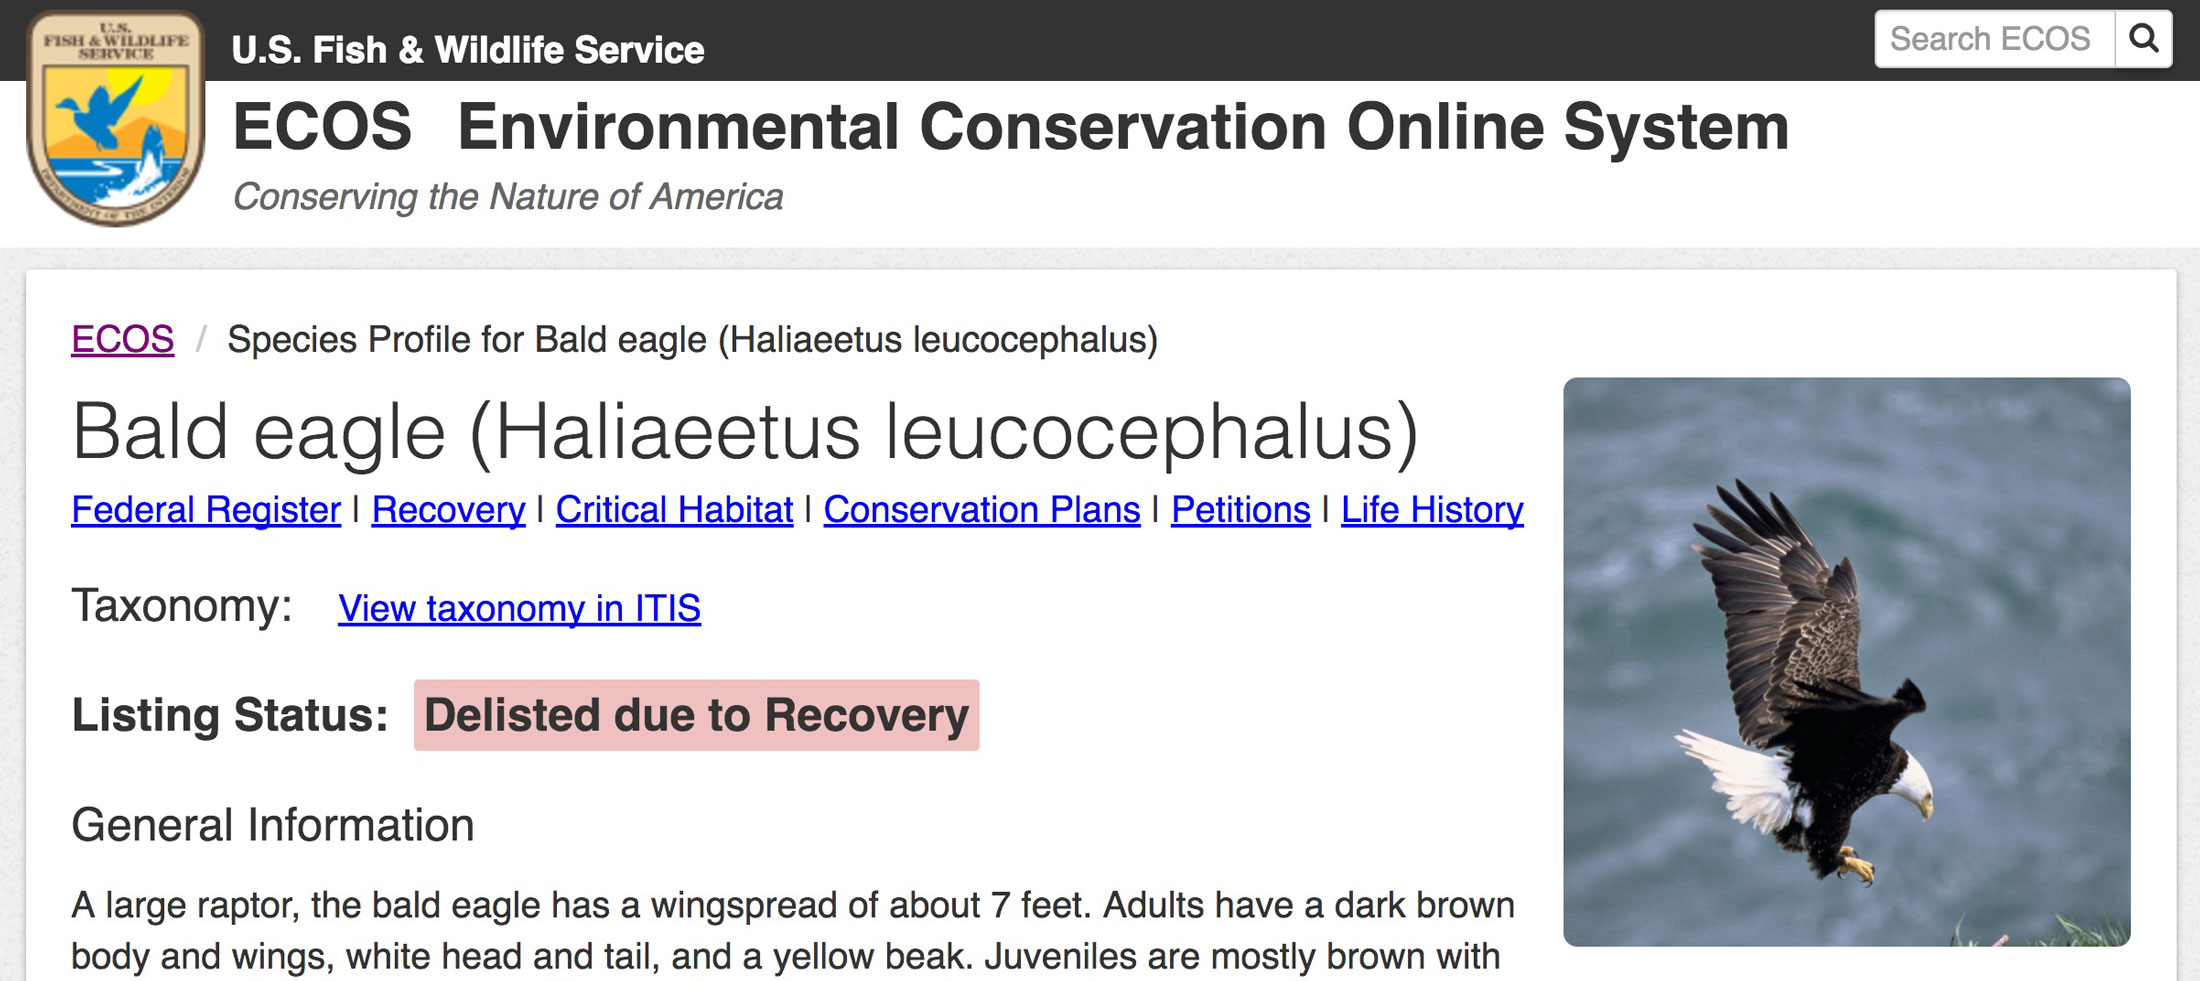 U.S.
FISH & WILDLIFE
SERVICE
DEPARTMENT OF THE INTERIOR
U.S. Fish & Wildlife Service
Search ECOS
ECOS Environmental Conservation Online System
Conserving the Nature of America
ECOS / Species Profile for Bald eagle (Haliaeetus leucocephalus)
Bald eagle (Haliaeetus leucocephalus)
Federal Register | Recovery | Critical Habitat | Conservation Plans | Petitions | Life History
Taxonomy: View taxonomy in ITIS
Listing Status: Delisted due to Recovery
General Information
A large raptor, the bald eagle has a wingspread of about 7 feet. Adults have a dark brown
body and wings, white head and tail, and a yellow beak. Juveniles are mostly brown with